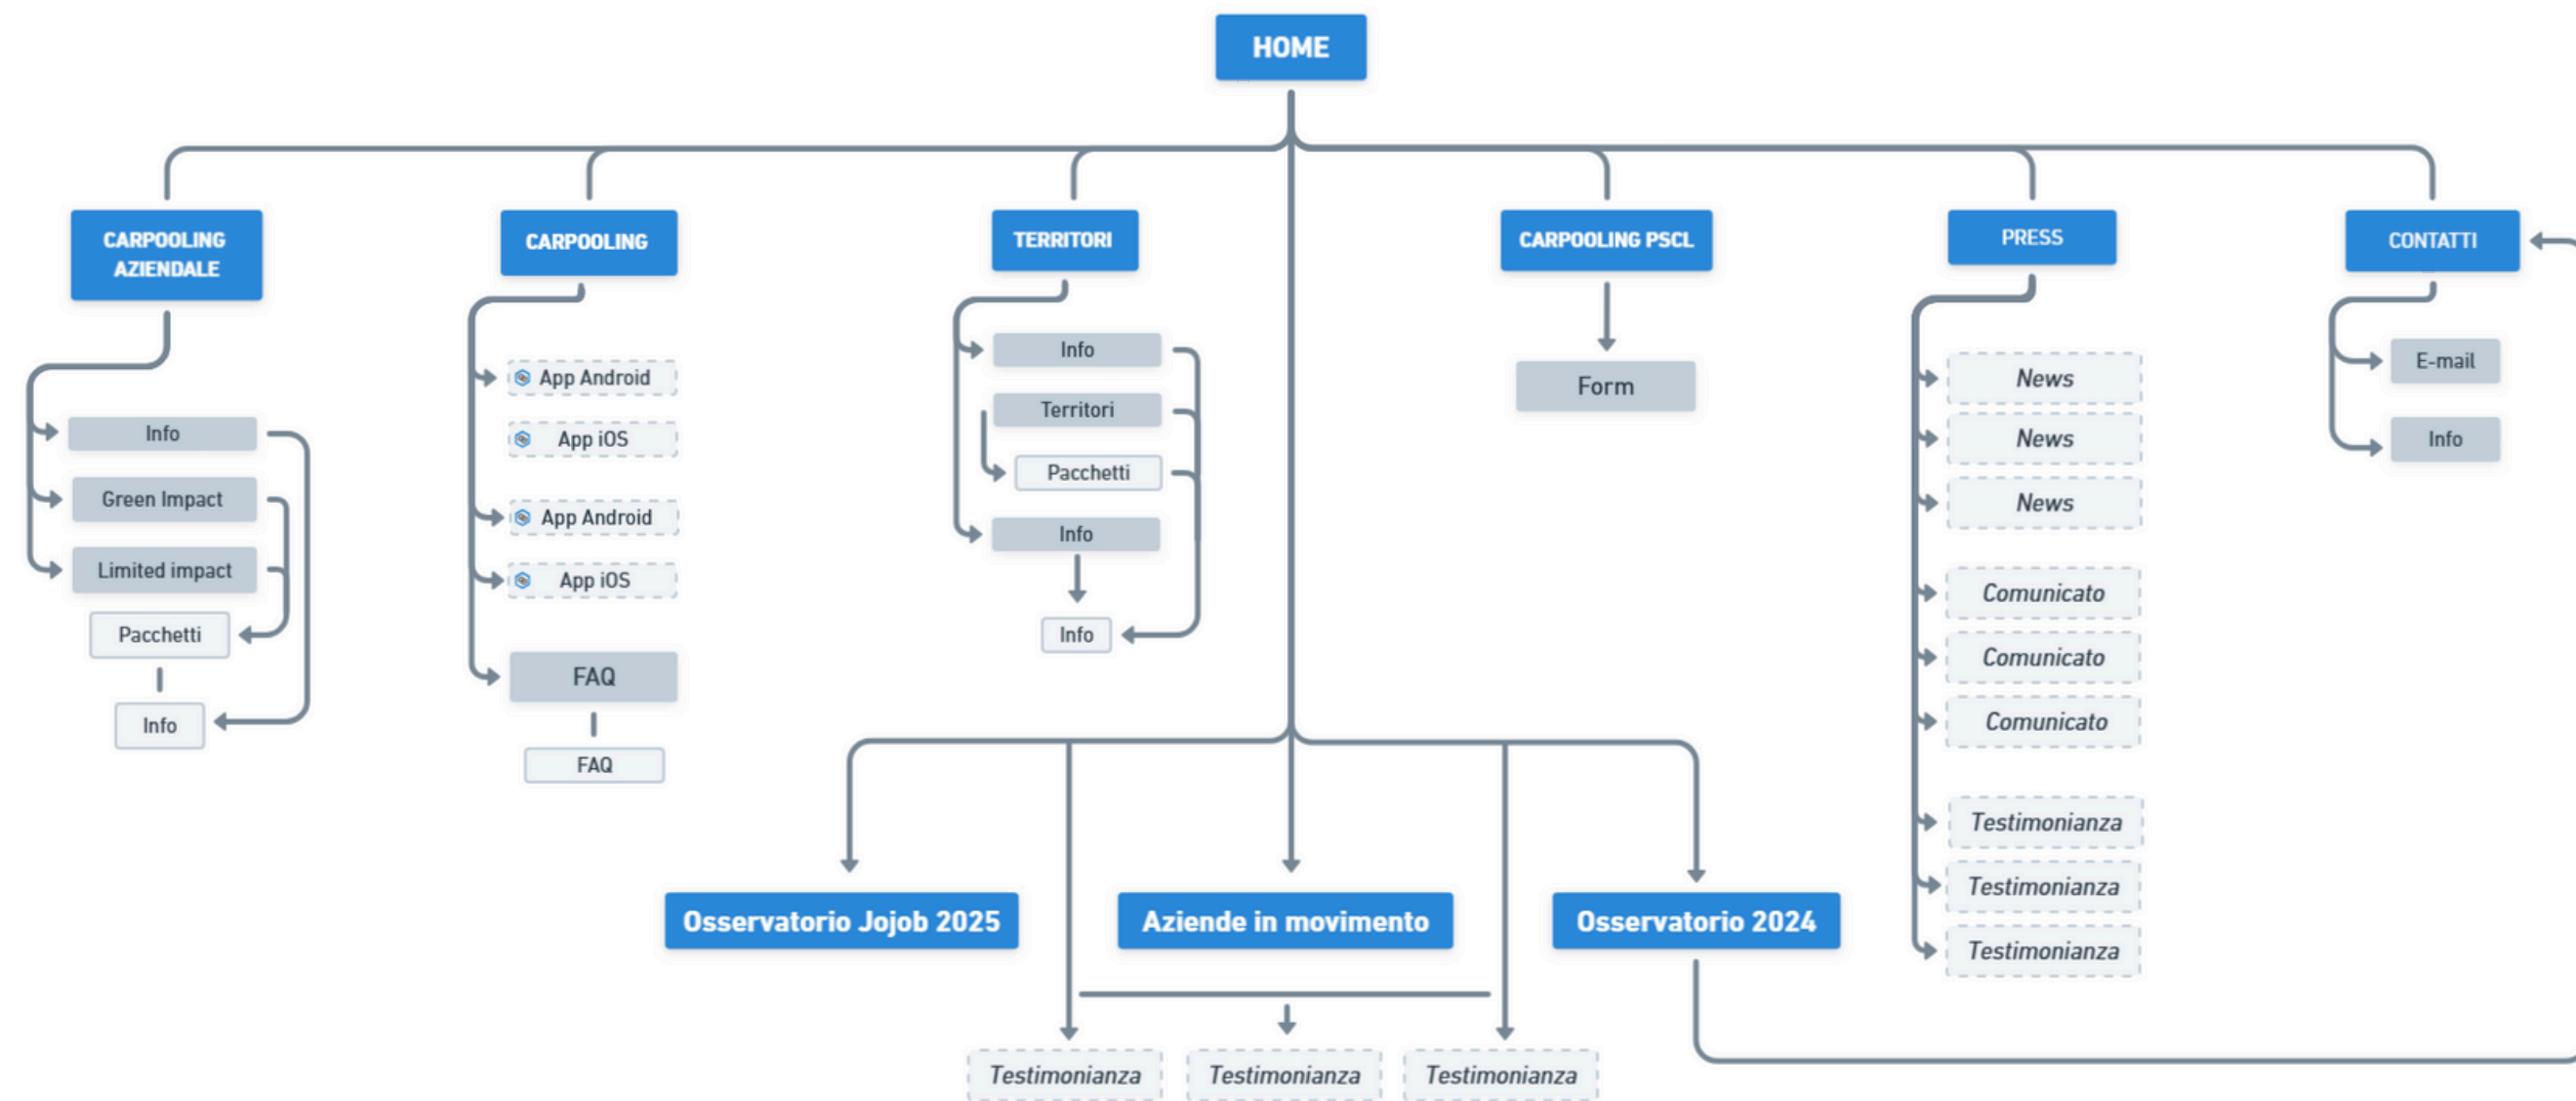 HOME
CARPOOLING
AZIENDALE
Info
Green Impact
Limited impact
Pacchetti
Info
CARPOOLING
App Android
App iOS
App Android
App iOS
FAQ
FAQ
TERRITORI
Info
Territori
Pacchetti
Info
Info
CARPOOLING PSCL
Form
PRESS
News
News
News
Comunicato
Comunicato
Comunicato
Testimonianza
Testimonianza
Testimonianza
CONTATTI
E-mail
Info
Osservatorio Jojob 2025
Aziende in movimento
Osservatorio 2024
Testimonianza
Testimonianza
Testimonianza